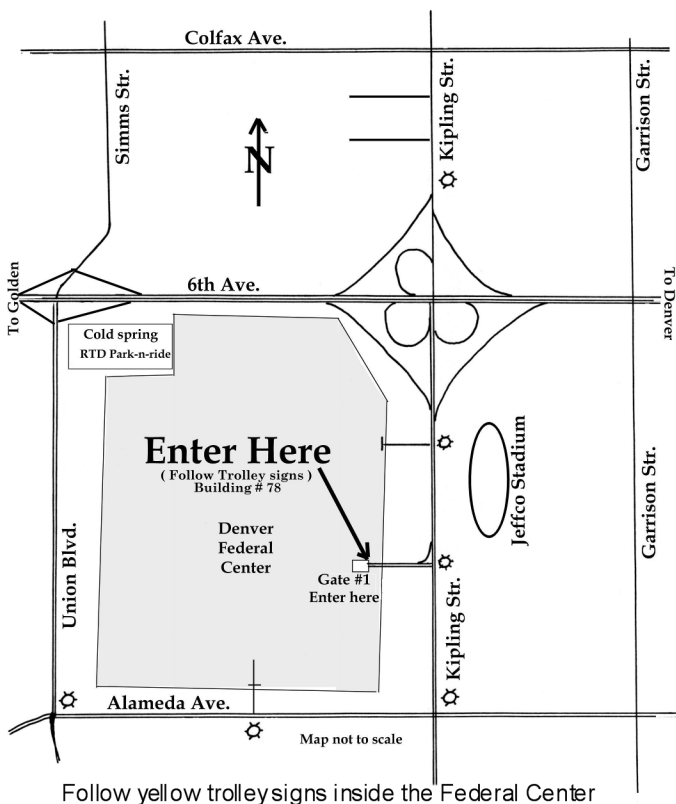 Colfax Ave.
Simms Str.
Kipling Str.
Garrison Str.
N
To Golden
6th Ave.
To Denver
Cold spring
RTD Park-n-ride
Enter Here
( Follow Trolley signs )
Building # 78
Jeffco Stadium
Garrison Str.
Denver
Federal
Center
Gate #1
Enter here
Union Blvd.
Kipling Str.
Alameda Ave.
Map not to scale
Follow yellow trolley signs inside the Federal Center